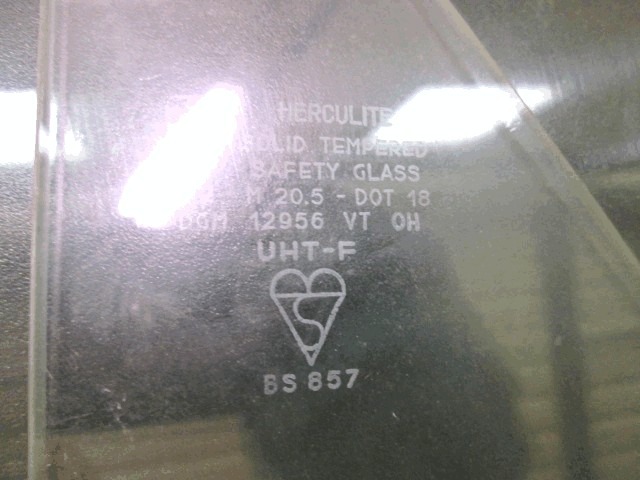 HERCULITE
SOLID TEMPERED
SAFETY GLASS
M 20.5 - DOT 18
DGM 12956 VT OH
UHT-F
BS 857